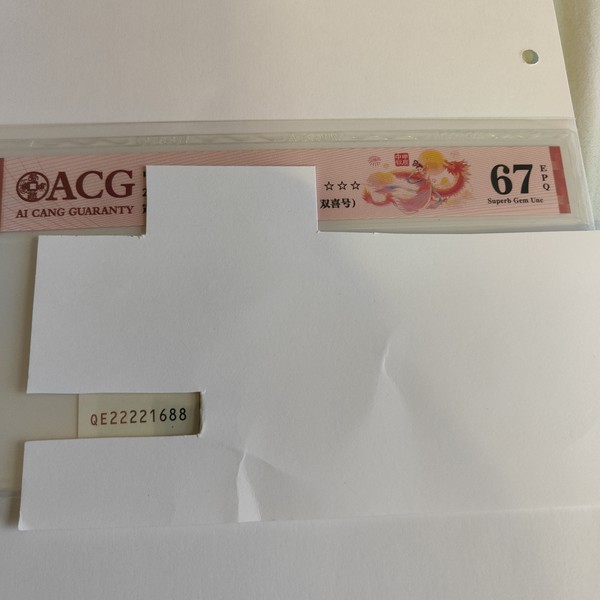 ACG
AI CANG GUARANTY
☆☆☆
双喜号)
67
EPQ
Superb Gem Unc
QE22221688